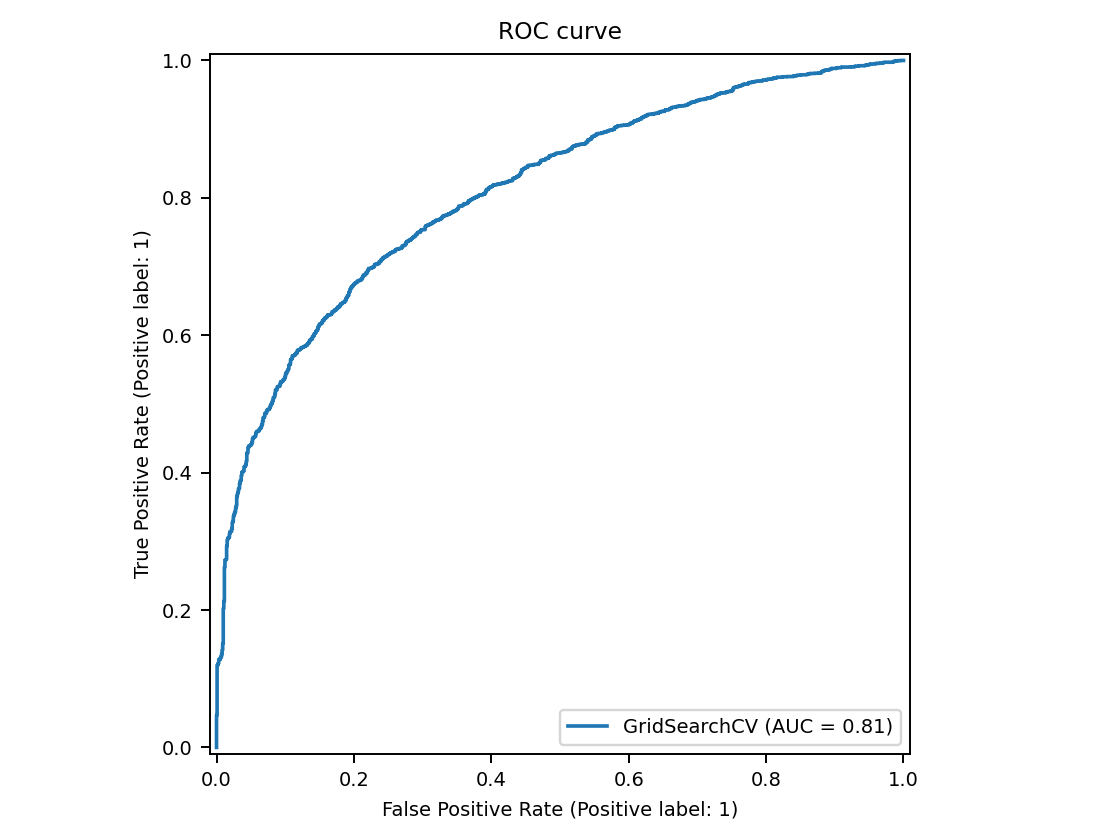 ROC curve
1.0
0.8
0.6
0.4
0.2
0.0
True Positive Rate (Positive label: 1)
GridSearchCV (AUC = 0.81)
0.0 0.2 0.4 0.6 0.8 1.0
False Positive Rate (Positive label: 1)